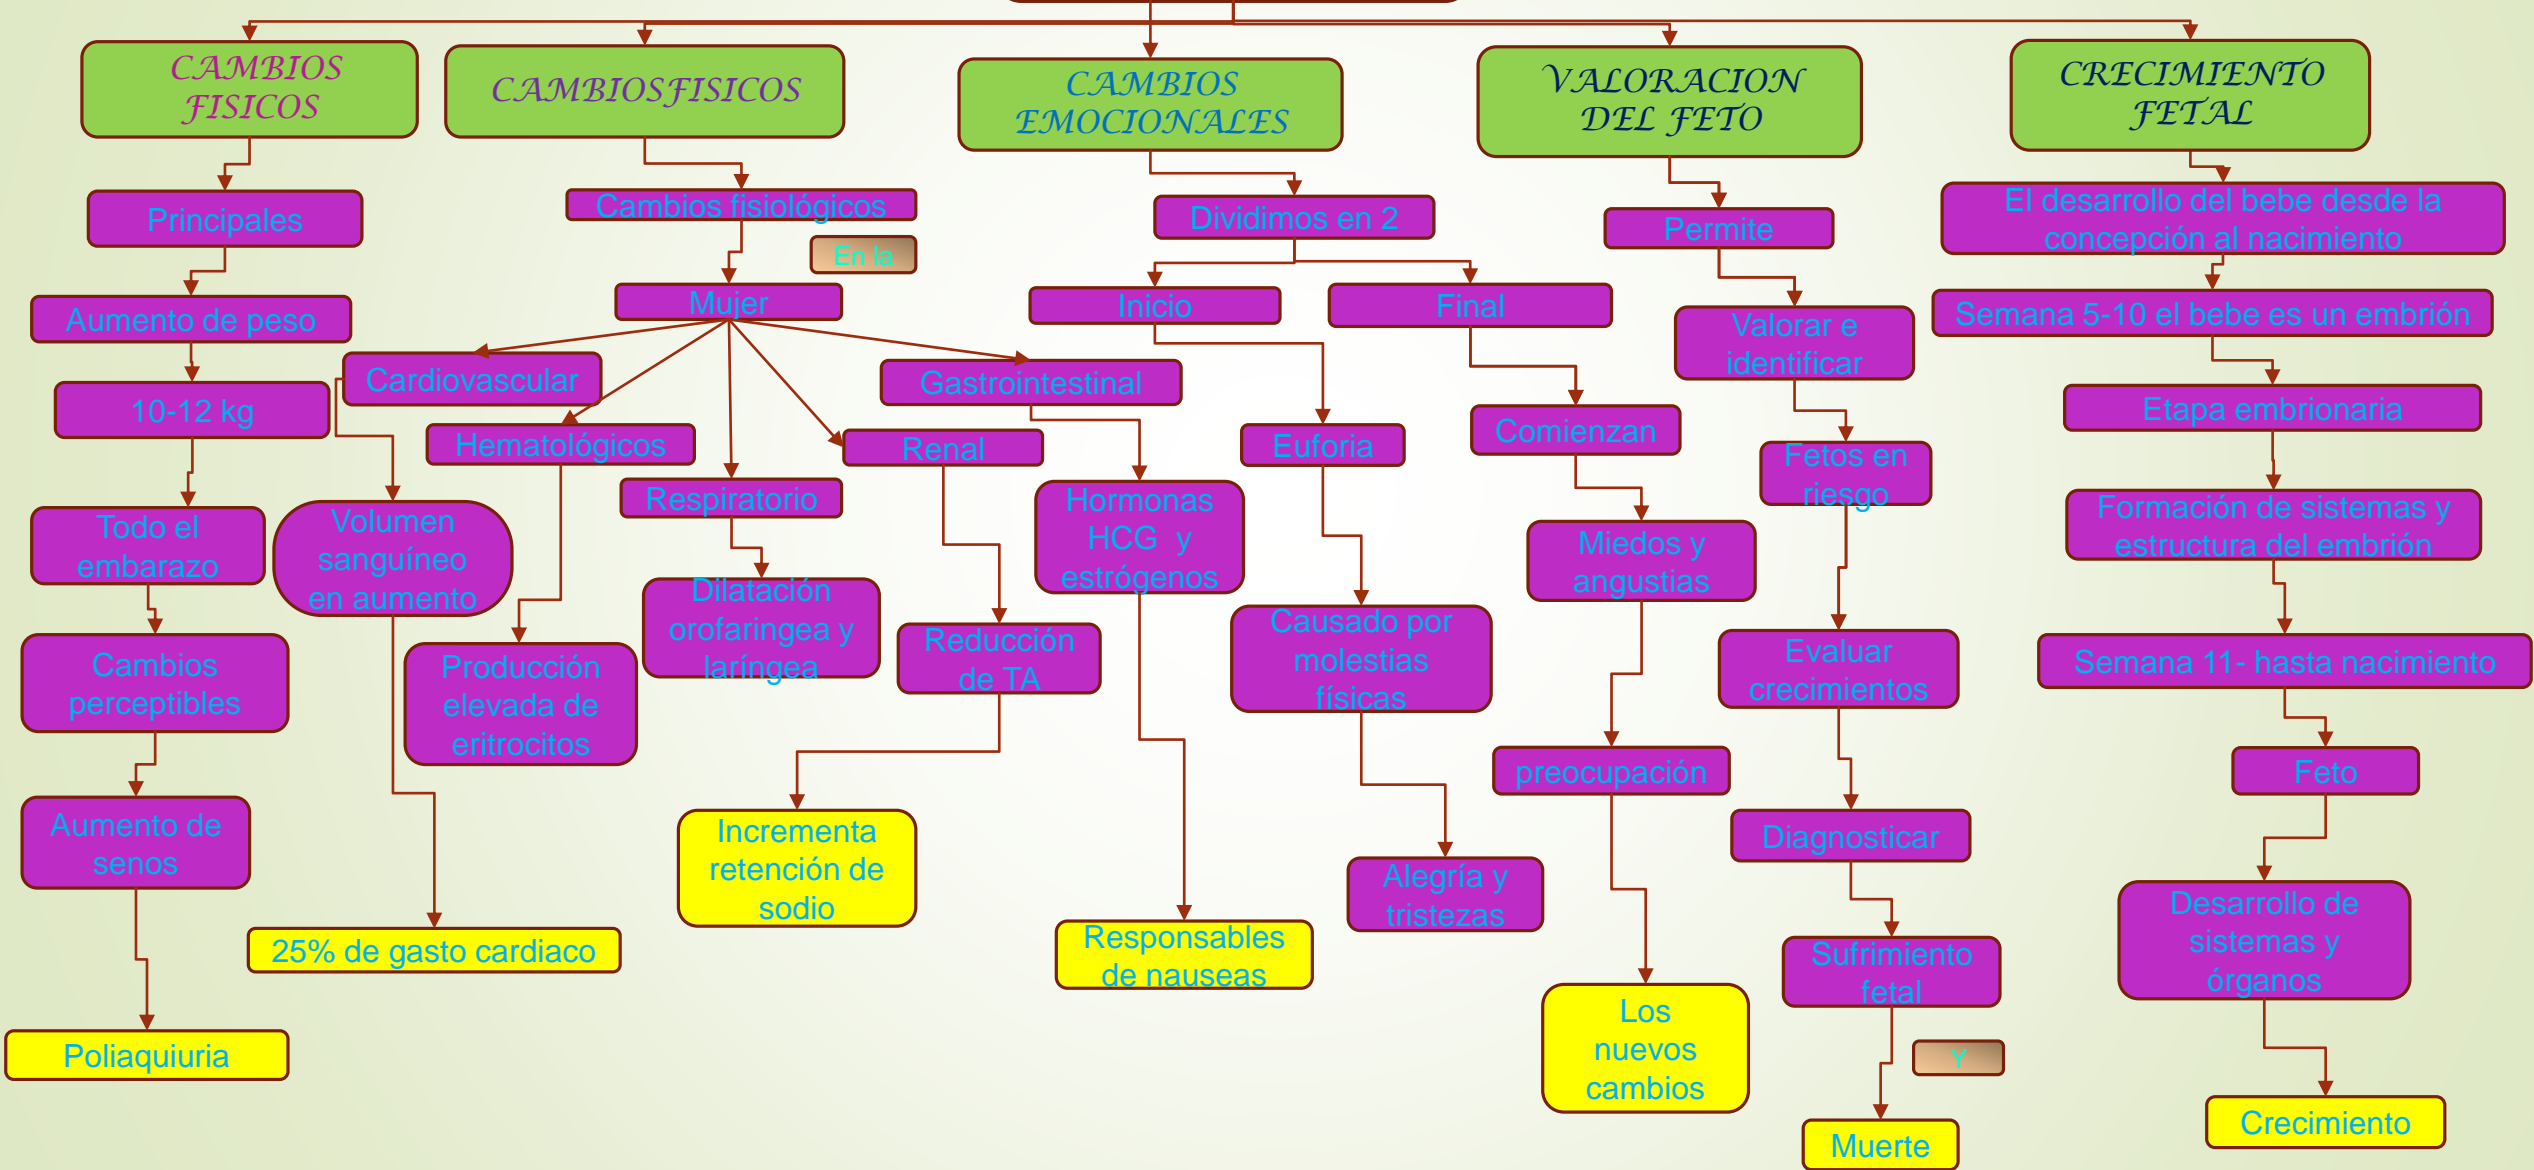 CAMBIOS
FISICOS
Principales
Aumento de peso
10-12 kg
Todo el
embarazo
Cambios
perceptibles
Aumento de
senos
Poliaquiuria
CAMBIOSFISICOS
Cambios fisiológicos
En la
Mujer
Cardiovascular
Volumen
sanguíneo
en aumento
25% de gasto cardiaco
Hematológicos
Producción
elevada de
eritrocitos
Respiratorio
Dilatación
orofaringea y
laríngea
Renal
Reducción
de TA
Incrementa
retención de
sodio
Gastrointestinal
Hormonas
HCG y
estrógenos
Responsables
de nauseas
CAMBIOS
EMOCIONALES
Dividimos en 2
Inicio
Euforia
Causado por
molestias
físicas
Alegría y
tristezas
Final
Comienzan
Miedos y
angustias
preocupación
Los
nuevos
cambios
VALORACION
DEL FETO
Permite
Valorar e
identificar
Fetos en
riesgo
Evaluar
crecimientos
Diagnosticar
Sufrimiento
fetal
Y
Muerte
CRECIMIENTO
FETAL
El desarrollo del bebe desde la
concepción al nacimiento
Semana 5-10 el bebe es un embrión
Etapa embrionaria
Formación de sistemas y
estructura del embrión
Semana 11- hasta nacimiento
Feto
Desarrollo de
sistemas y
órganos
Crecimiento